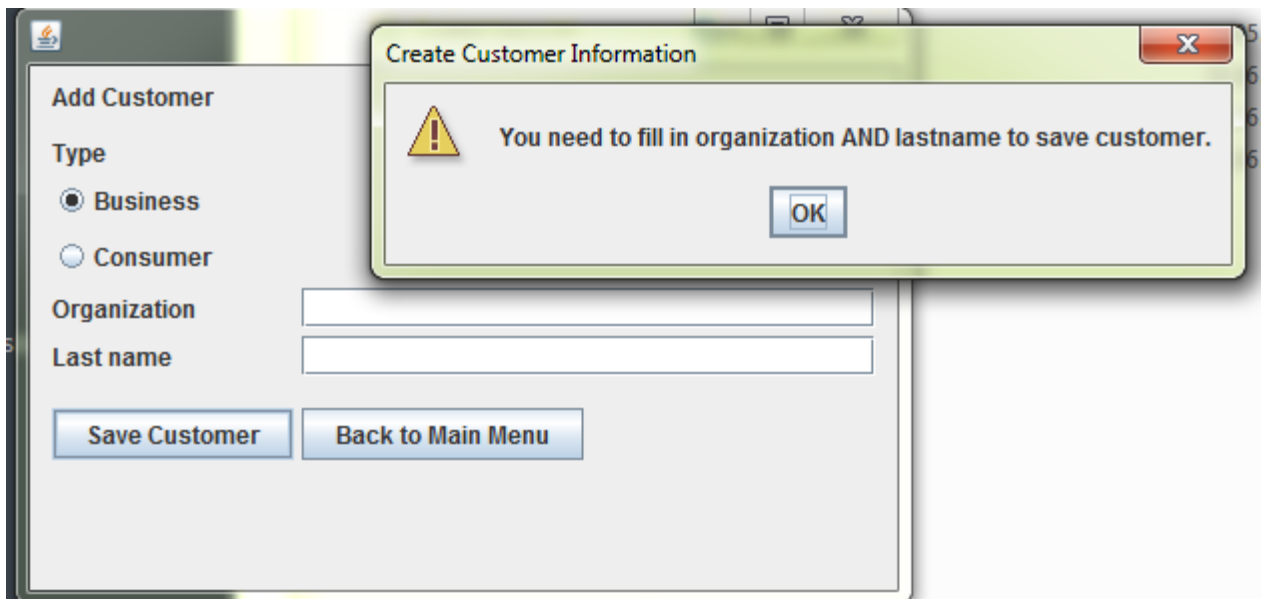 Create Customer Information
You need to fill in organization AND lastname to save customer.
OK
Add Customer
Type
Business
Consumer
Organization
Last name
Save Customer
Back to Main Menu